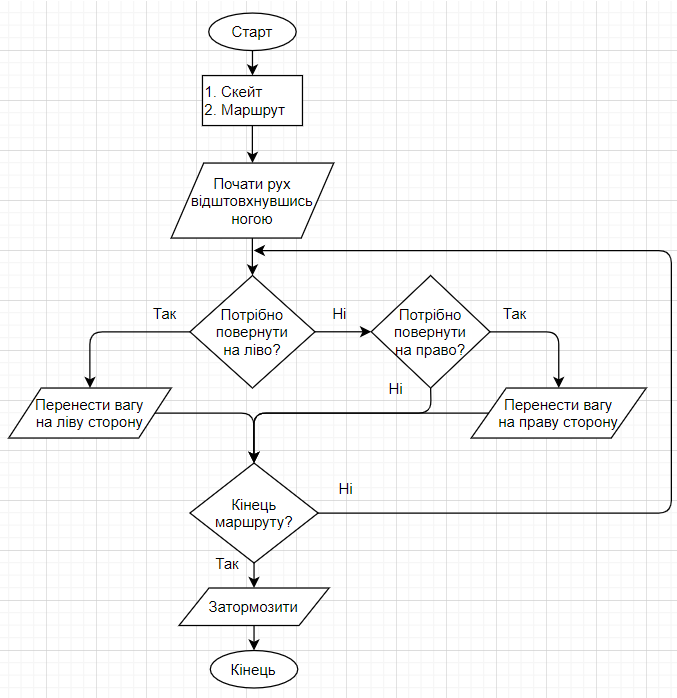 Старт
1. Скейт
2. Маршрут
Почати рух
відштовхнувшись
ногою
Так
Потрібно
повернути
на ліво?
Ні
Потрібно
повернути
на право?
Так
Ні
Перенести вагу
на ліву сторону
Перенести вагу
на праву сторону
Кінець
маршруту?
Ні
Так
Затормозити
Кінець